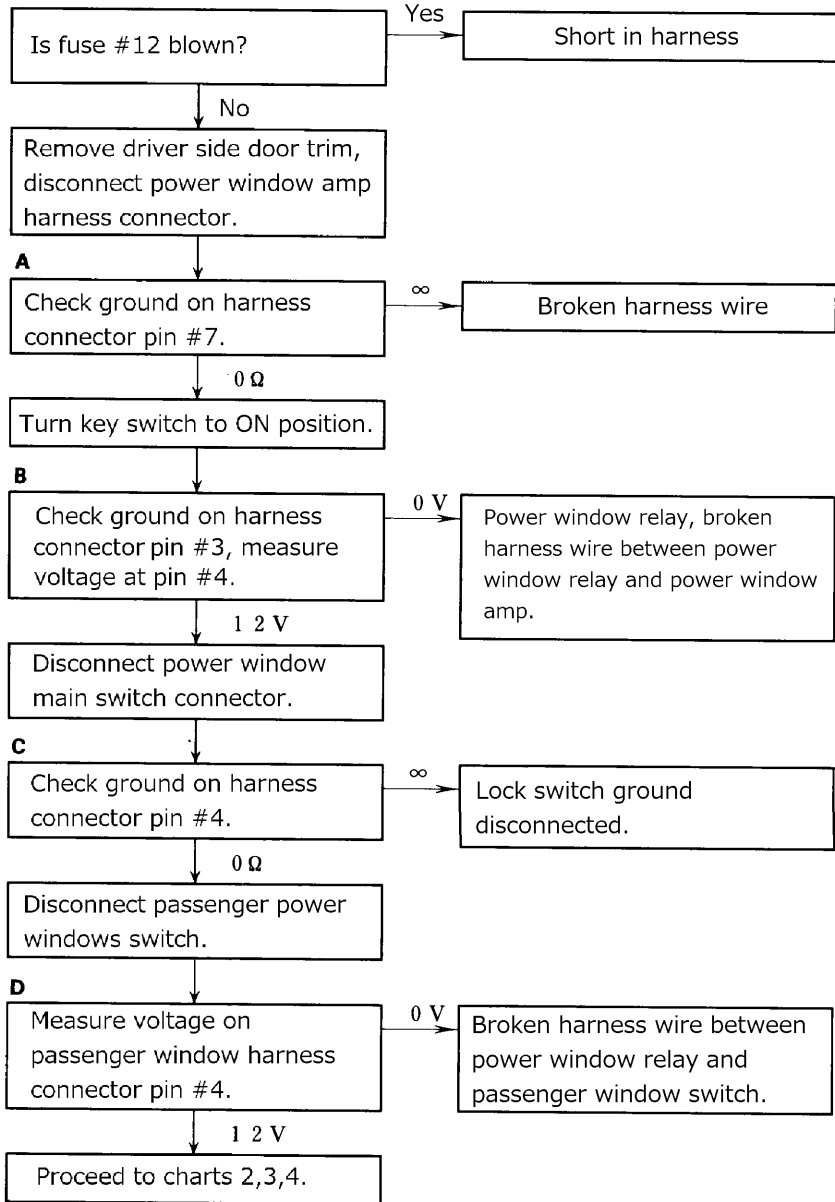 Is fuse #12 blown?
Yes
Short in harness
No
Remove driver side door trim,
disconnect power window amp
harness connector.
A
Check ground on harness
connector pin #7.
∞
Broken harness wire
0 Ω
Turn key switch to ON position.
B
Check ground on harness
connector pin #3, measure
voltage at pin #4.
0 V
Power window relay, broken
harness wire between power
window relay and power window
amp.
1 2 V
Disconnect power window
main switch connector.
C
Check ground on harness
connector pin #4.
∞
Lock switch ground
disconnected.
0 Ω
Disconnect passenger power
windows switch.
D
Measure voltage on
passenger window harness
connector pin #4.
0 V
Broken harness wire between
power window relay and
passenger window switch.
1 2 V
Proceed to charts 2,3,4.